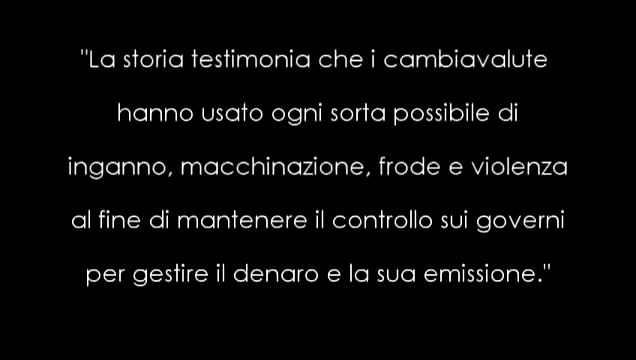 "La storia testimonia che i cambiavalute
hanno usato ogni sorta possibile di
inganno, macchinazione, frode e violenza
al fine di mantenere il controllo sui governi
per gestire il denaro e la sua emissione."